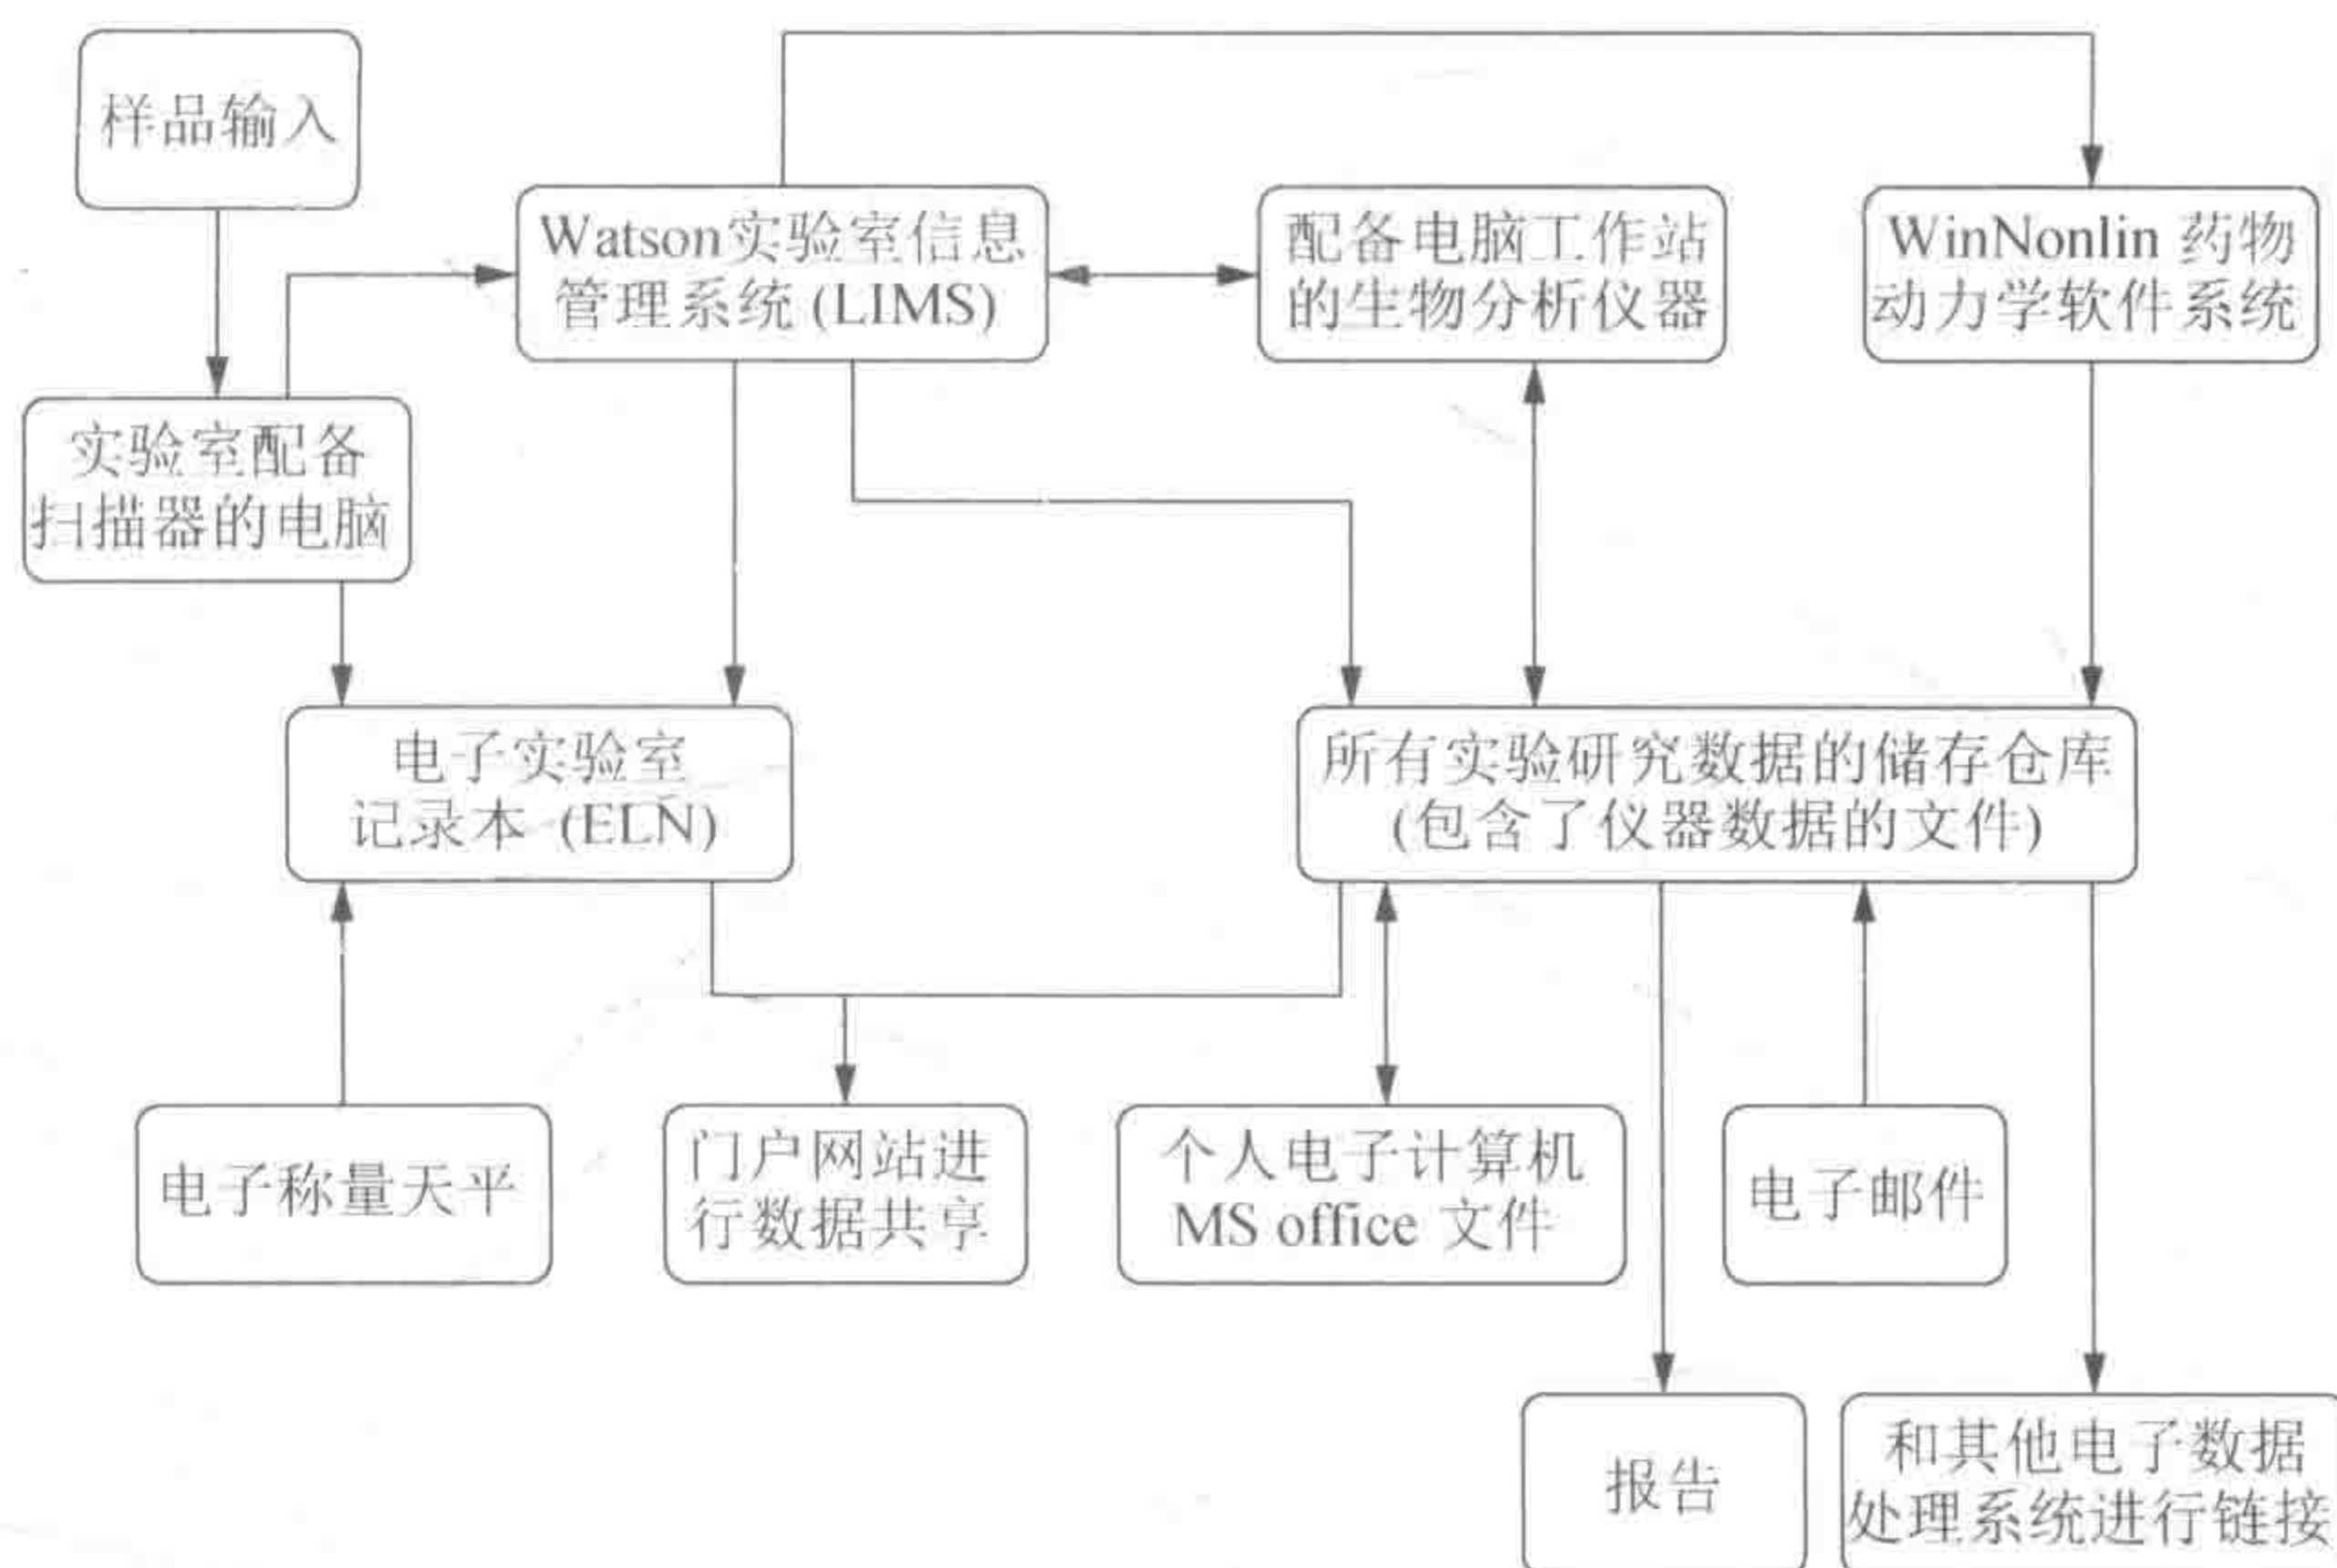 样品输入
Watson实验室信息
管理系统 (LIMS)
配备电脑工作站
的生物分析仪器
WinNonlin 药物
动力学软件系统
实验室配备
扫描器的电脑
电子实验室
记录本 (ELN)
所有实验研究数据的储存仓库
(包含了仪器数据的文件)
电子称量天平
门户网站进
行数据共享
个人电子计算机
MS office 文件
电子邮件
报告
和其他电子数据
处理系统进行链接